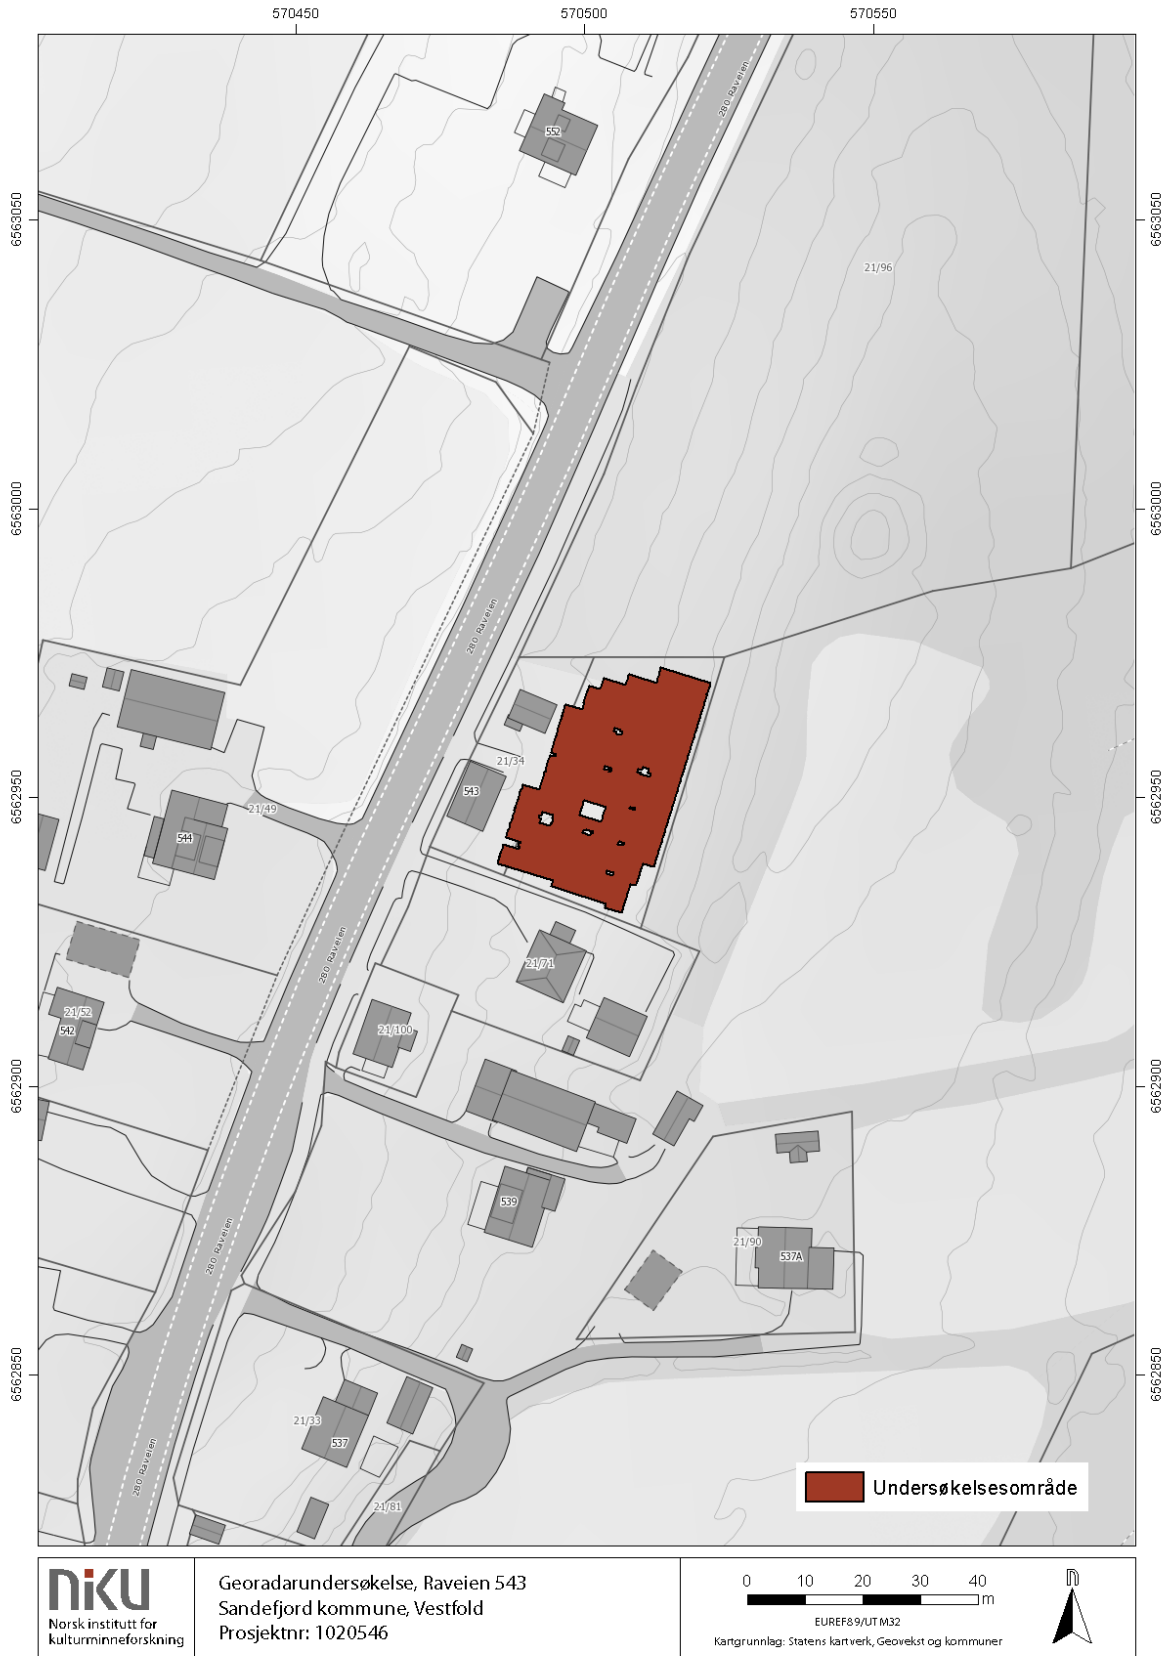 570450 570500 570550
280 Raveien
552
6563050 6563050
21/96
6563000 6563000
280 Raveien
21/34
543
6562950 6562950
21/49
544
280 Raveien
21/71
21/52
542
21/100
6562900 6562900
539
280 Raveien
21/90
537A
6562850 6562850
21/33
537
280 Raveien
21/81
Undersøkelsesområde
niku
Norsk institutt for
kulturminneforskning
Georadarundersøkelse, Raveien 543
Sandefjord kommune, Vestfold
Prosjektnr: 1020546
0 10 20 30 40
m
EUREF89/UTM32
Kartgrunnlag: Statens kartverk, Geovekst og kommuner
n